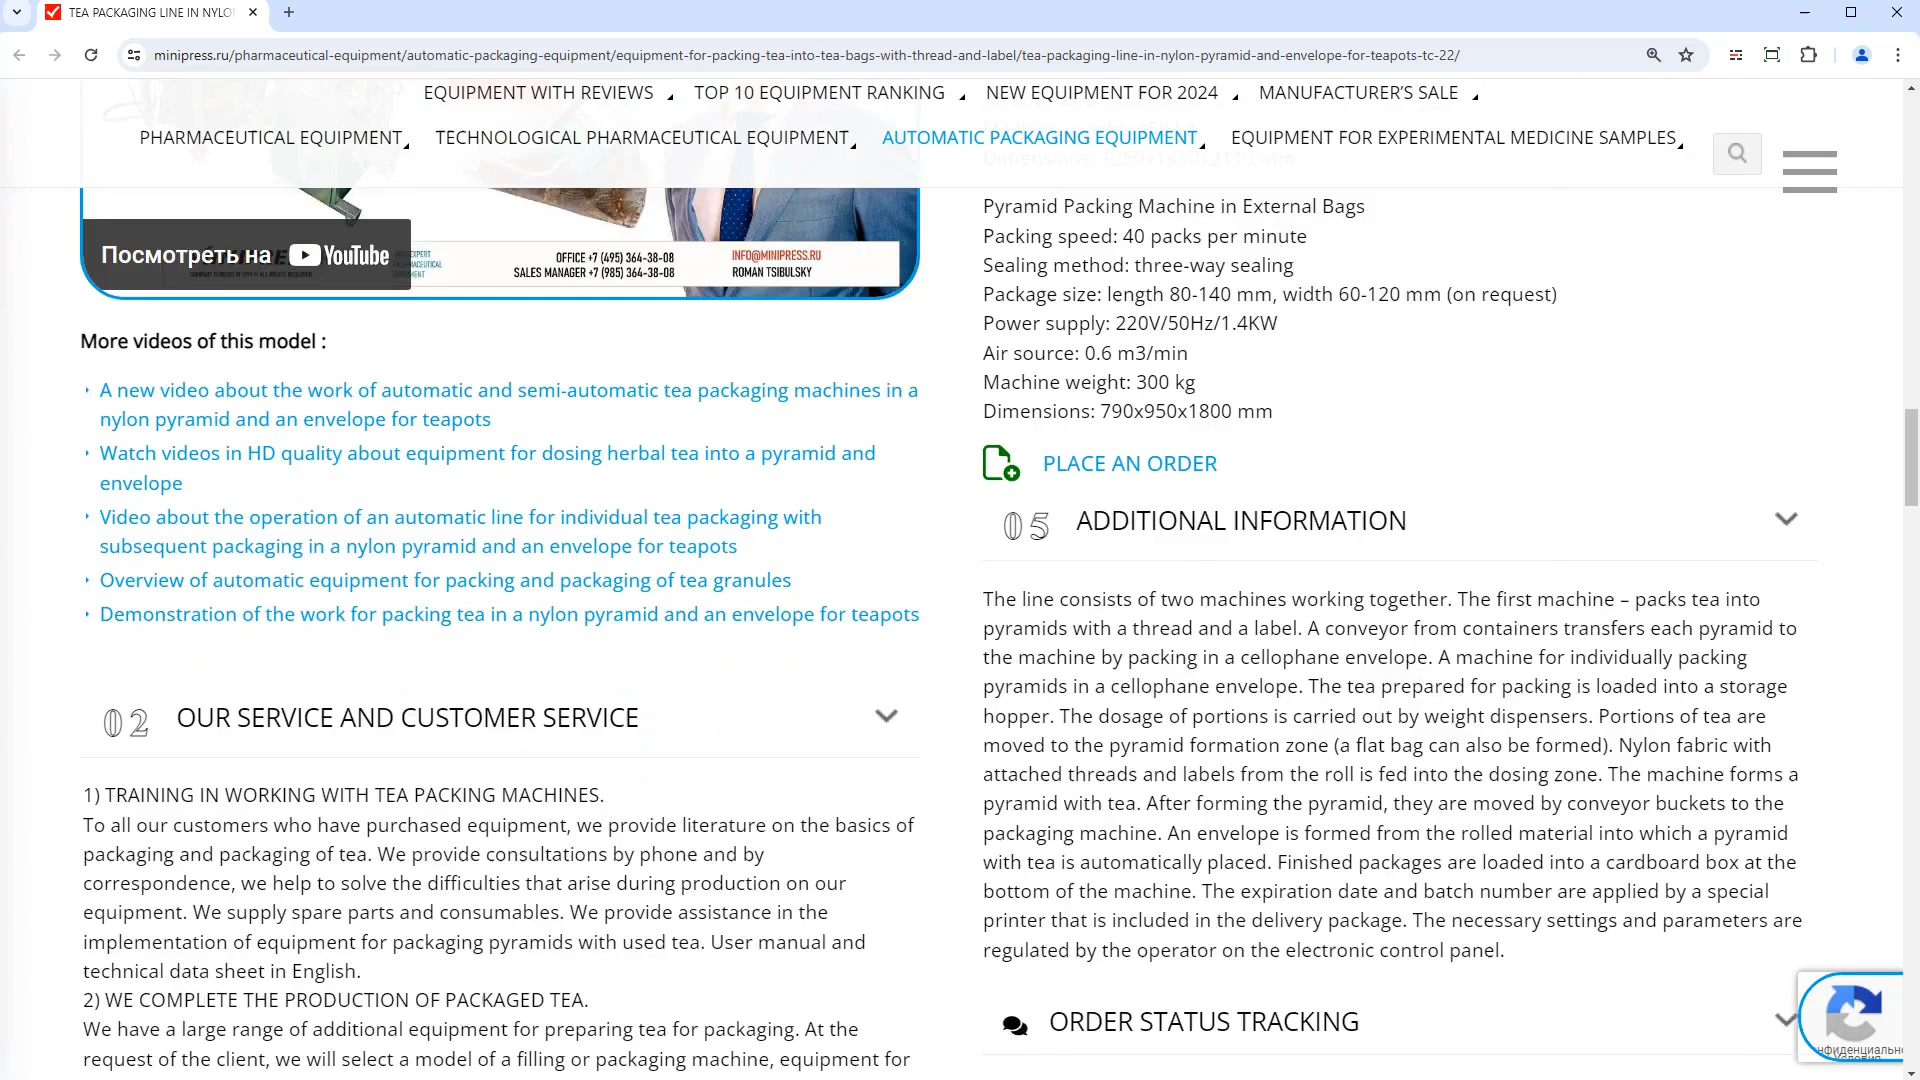 TEA PACKAGING LINE IN NYLO
minipress.ru/pharmaceutical-equipment/automatic-packaging-equipment/equipment-for-packing-tea-into-tea-bags-with-thread-and-label/tea-packaging-line-in-nylon-pyramid-and-envelope-for-teapots-tc-22/
EQUIPMENT WITH REVIEWS
TOP 10 EQUIPMENT RANKING
NEW EQUIPMENT FOR 2024
MANUFACTURER'S SALE
PHARMACEUTICAL EQUIPMENT
TECHNOLOGICAL PHARMACEUTICAL EQUIPMENT
AUTOMATIC PACKAGING EQUIPMENT
EQUIPMENT FOR EXPERIMENTAL MEDICINE SAMPLES
Посмотреть на YouTube
OFFICE +7 (495) 364-38-08
SALES MANAGER +7 (985) 364-38-08
INFO@MINIPRESS.RU
ROMAN TSIBULSKY
More videos of this model :
A new video about the work of automatic and semi-automatic tea packaging machines in a
nylon pyramid and an envelope for teapots
Watch videos in HD quality about equipment for dosing herbal tea into a pyramid and
envelope
Video about the operation of an automatic line for individual tea packaging with
subsequent packaging in a nylon pyramid and an envelope for teapots
Overview of automatic equipment for packing and packaging of tea granules
Demonstration of the work for packing tea in a nylon pyramid and an envelope for teapots
02 OUR SERVICE AND CUSTOMER SERVICE
1) TRAINING IN WORKING WITH TEA PACKING MACHINES.
To all our customers who have purchased equipment, we provide literature on the basics of
packaging and packaging of tea. We provide consultations by phone and by
correspondence, we help to solve the difficulties that arise during production on our
equipment. We supply spare parts and consumables. We provide assistance in the
implementation of equipment for packaging pyramids with used tea. User manual and
technical data sheet in English.
2) WE COMPLETE THE PRODUCTION OF PACKAGED TEA.
We have a large range of additional equipment for preparing tea for packaging. At the
request of the client, we will select a model of a filling or packaging machine, equipment for
Pyramid Packing Machine in External Bags
Packing speed: 40 packs per minute
Sealing method: three-way sealing
Package size: length 80-140 mm, width 60-120 mm (on request)
Power supply: 220V/50Hz/1.4KW
Air source: 0.6 m3/min
Machine weight: 300 kg
Dimensions: 790x950x1800 mm
PLACE AN ORDER
05 ADDITIONAL INFORMATION
The line consists of two machines working together. The first machine – packs tea into
pyramids with a thread and a label. A conveyor from containers transfers each pyramid to
the machine by packing in a cellophane envelope. A machine for individually packing
pyramids in a cellophane envelope. The tea prepared for packing is loaded into a storage
hopper. The dosage of portions is carried out by weight dispensers. Portions of tea are
moved to the pyramid formation zone (a flat bag can also be formed). Nylon fabric with
attached threads and labels from the roll is fed into the dosing zone. The machine forms a
pyramid with tea. After forming the pyramid, they are moved by conveyor buckets to the
packaging machine. An envelope is formed from the rolled material into which a pyramid
with tea is automatically placed. Finished packages are loaded into a cardboard box at the
bottom of the machine. The expiration date and batch number are applied by a special
printer that is included in the delivery package. The necessary settings and parameters are
regulated by the operator on the electronic control panel.
ORDER STATUS TRACKING